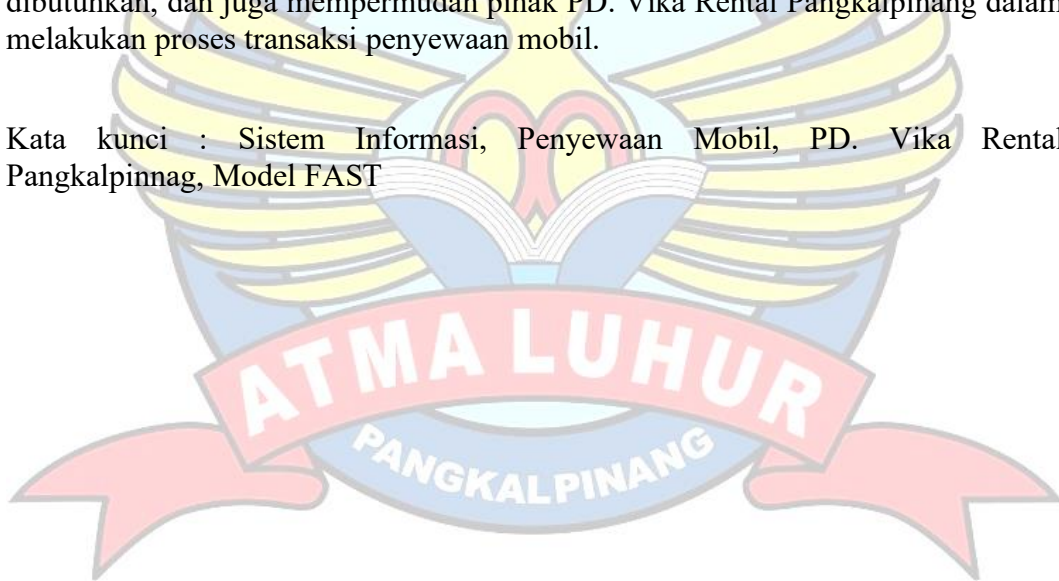 dibutuhkan, dan juga mempermudah pihak PD. Vika Rental Pangkalpinang dalam
melakukan proses transaksi penyewaan mobil.
Kata kunci : Sistem Informasi, Penyewaan Mobil, PD. Vika Rental
Pangkalpinnag, Model FAST
ATMA LUHUR
PANGKALPINANG